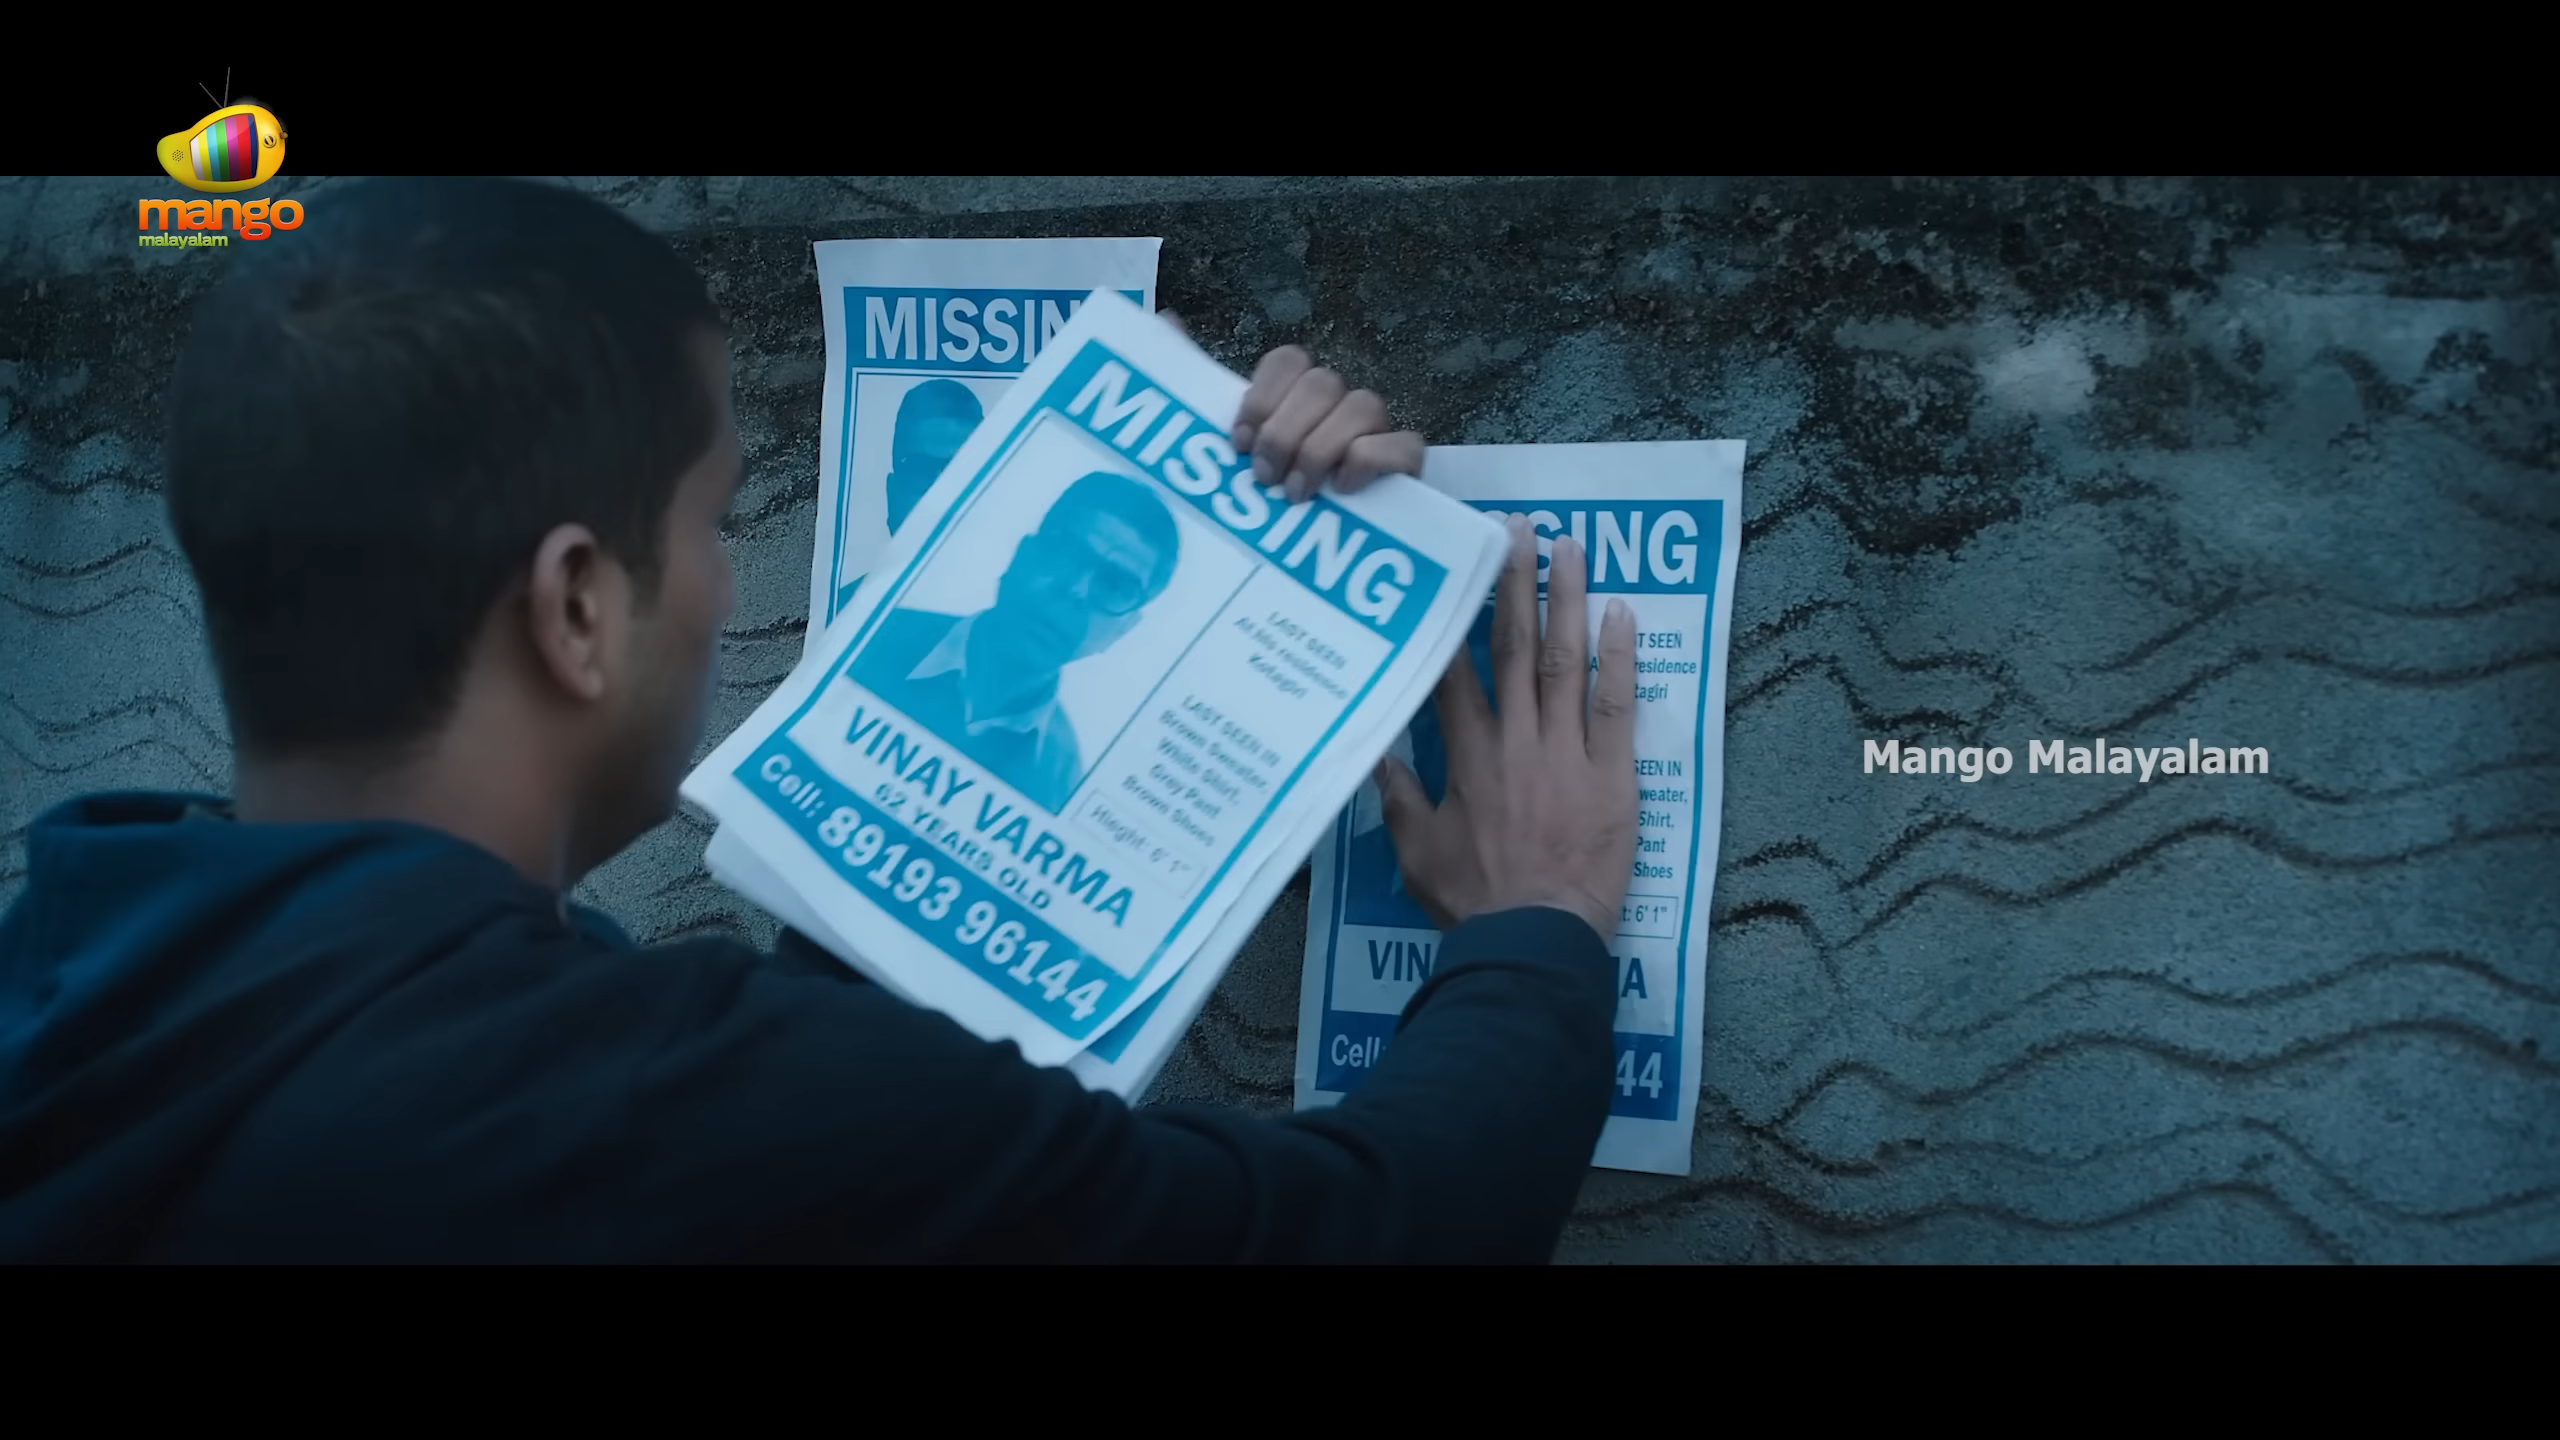 mango
malayalam
MISSIN
MISSING
LAST SEEN
At his residence
Kotagiri
LAST SEEN IN
Brown Sweater,
White Shirt,
Grey Pant
Brown Shoes
Hieght: 6' 1"
VINAY VARMA
62 YEARS OLD
Cell: 89193 96144
SING
T SEEN
residence
tagiri
SEEN IN
weater,
Shirt,
Pant
Shoes
t: 6' 1"
VIN A
Cell: 44
Mango Malayalam